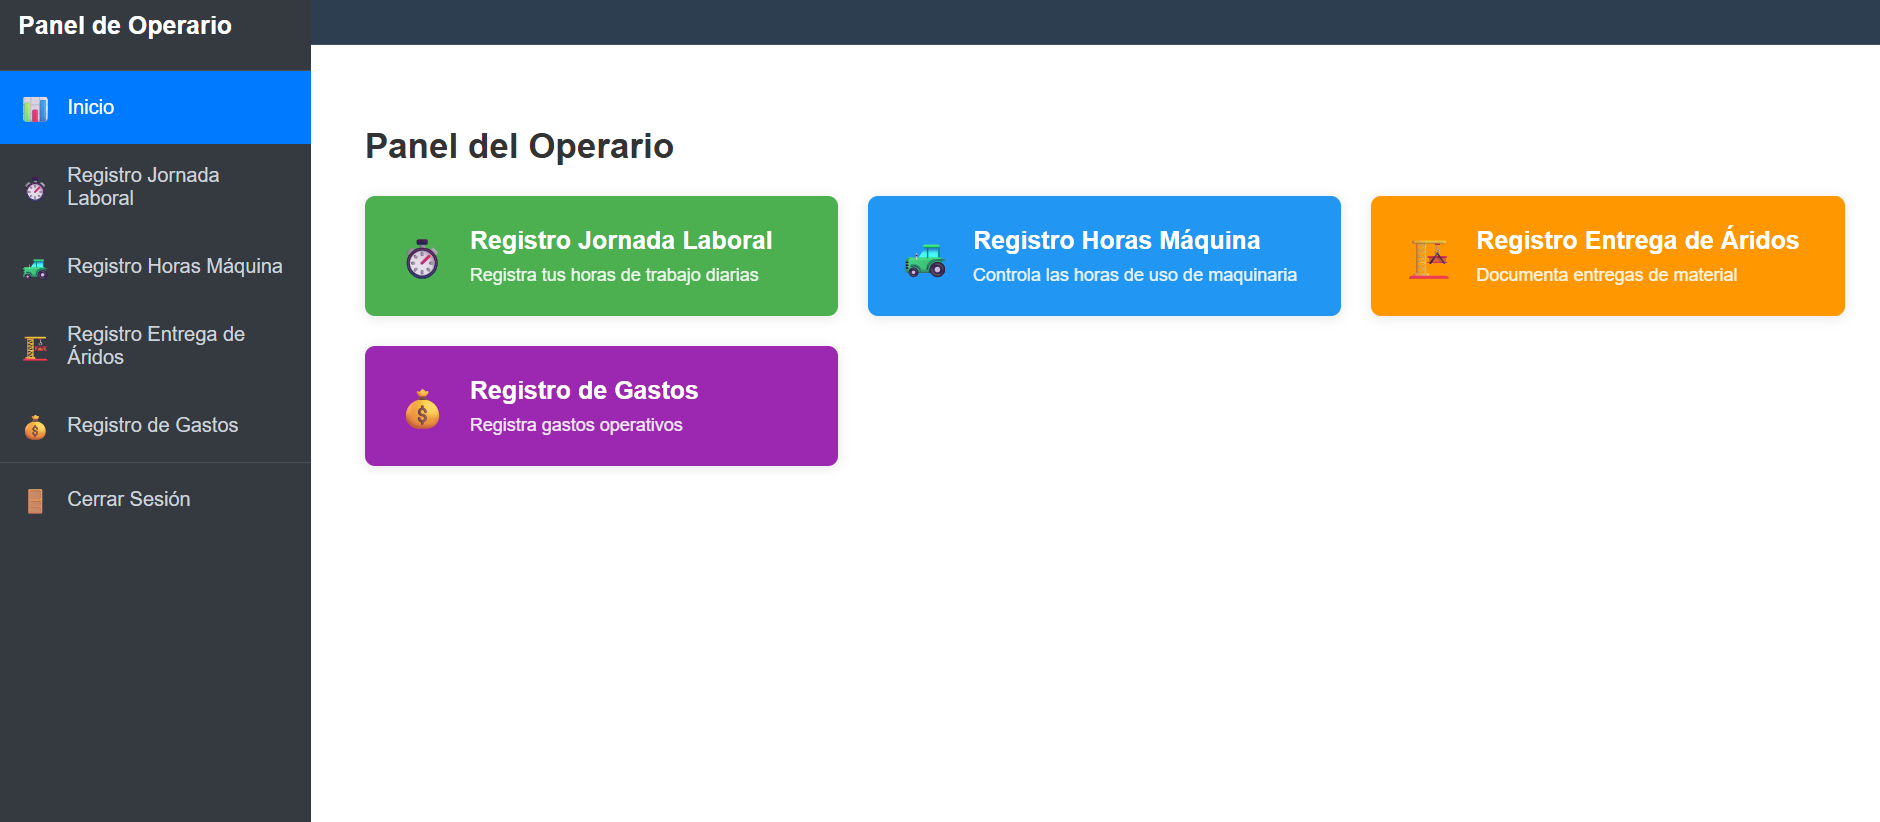 Panel de Operario
Inicio
Registro Jornada
Laboral
Registro Horas Máquina
Registro Entrega de
Áridos
Registro de Gastos
Cerrar Sesión
Panel del Operario
Registro Jornada Laboral
Registra tus horas de trabajo diarias
Registro Horas Máquina
Controla las horas de uso de maquinaria
Registro Entrega de Áridos
Documenta entregas de material
Registro de Gastos
Registra gastos operativos